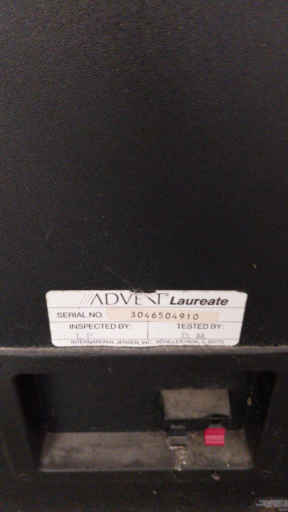 ADVENT Laureate
SERIAL NO. 3046504910
INSPECTED BY: TESTED BY:
INTERNATIONAL JENSEN, INC.